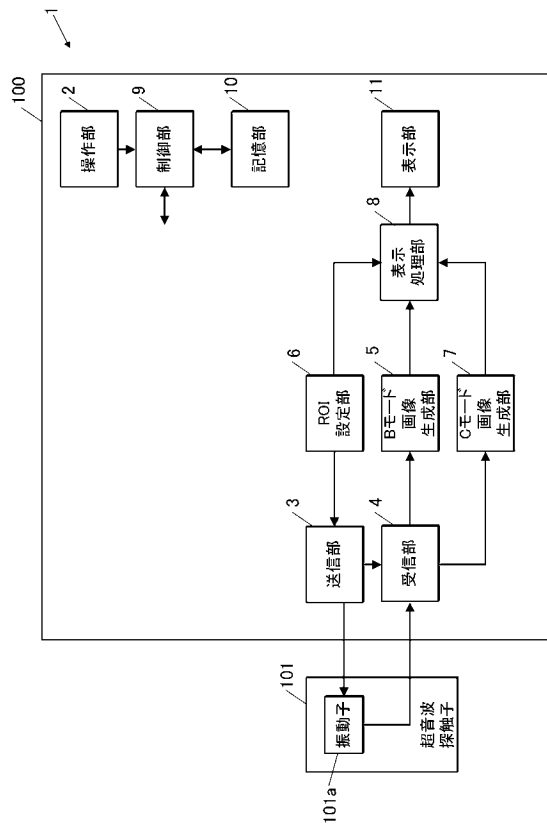 1
100
2
操作部
9
制御部
10
記憶部
11
表示部
8
表示
処理部
6
ROI
設定部
5
Bモード
画像
生成部
7
Cモード
画像
生成部
3
送信部
4
受信部
101
振動子
101a
超音波
探触子